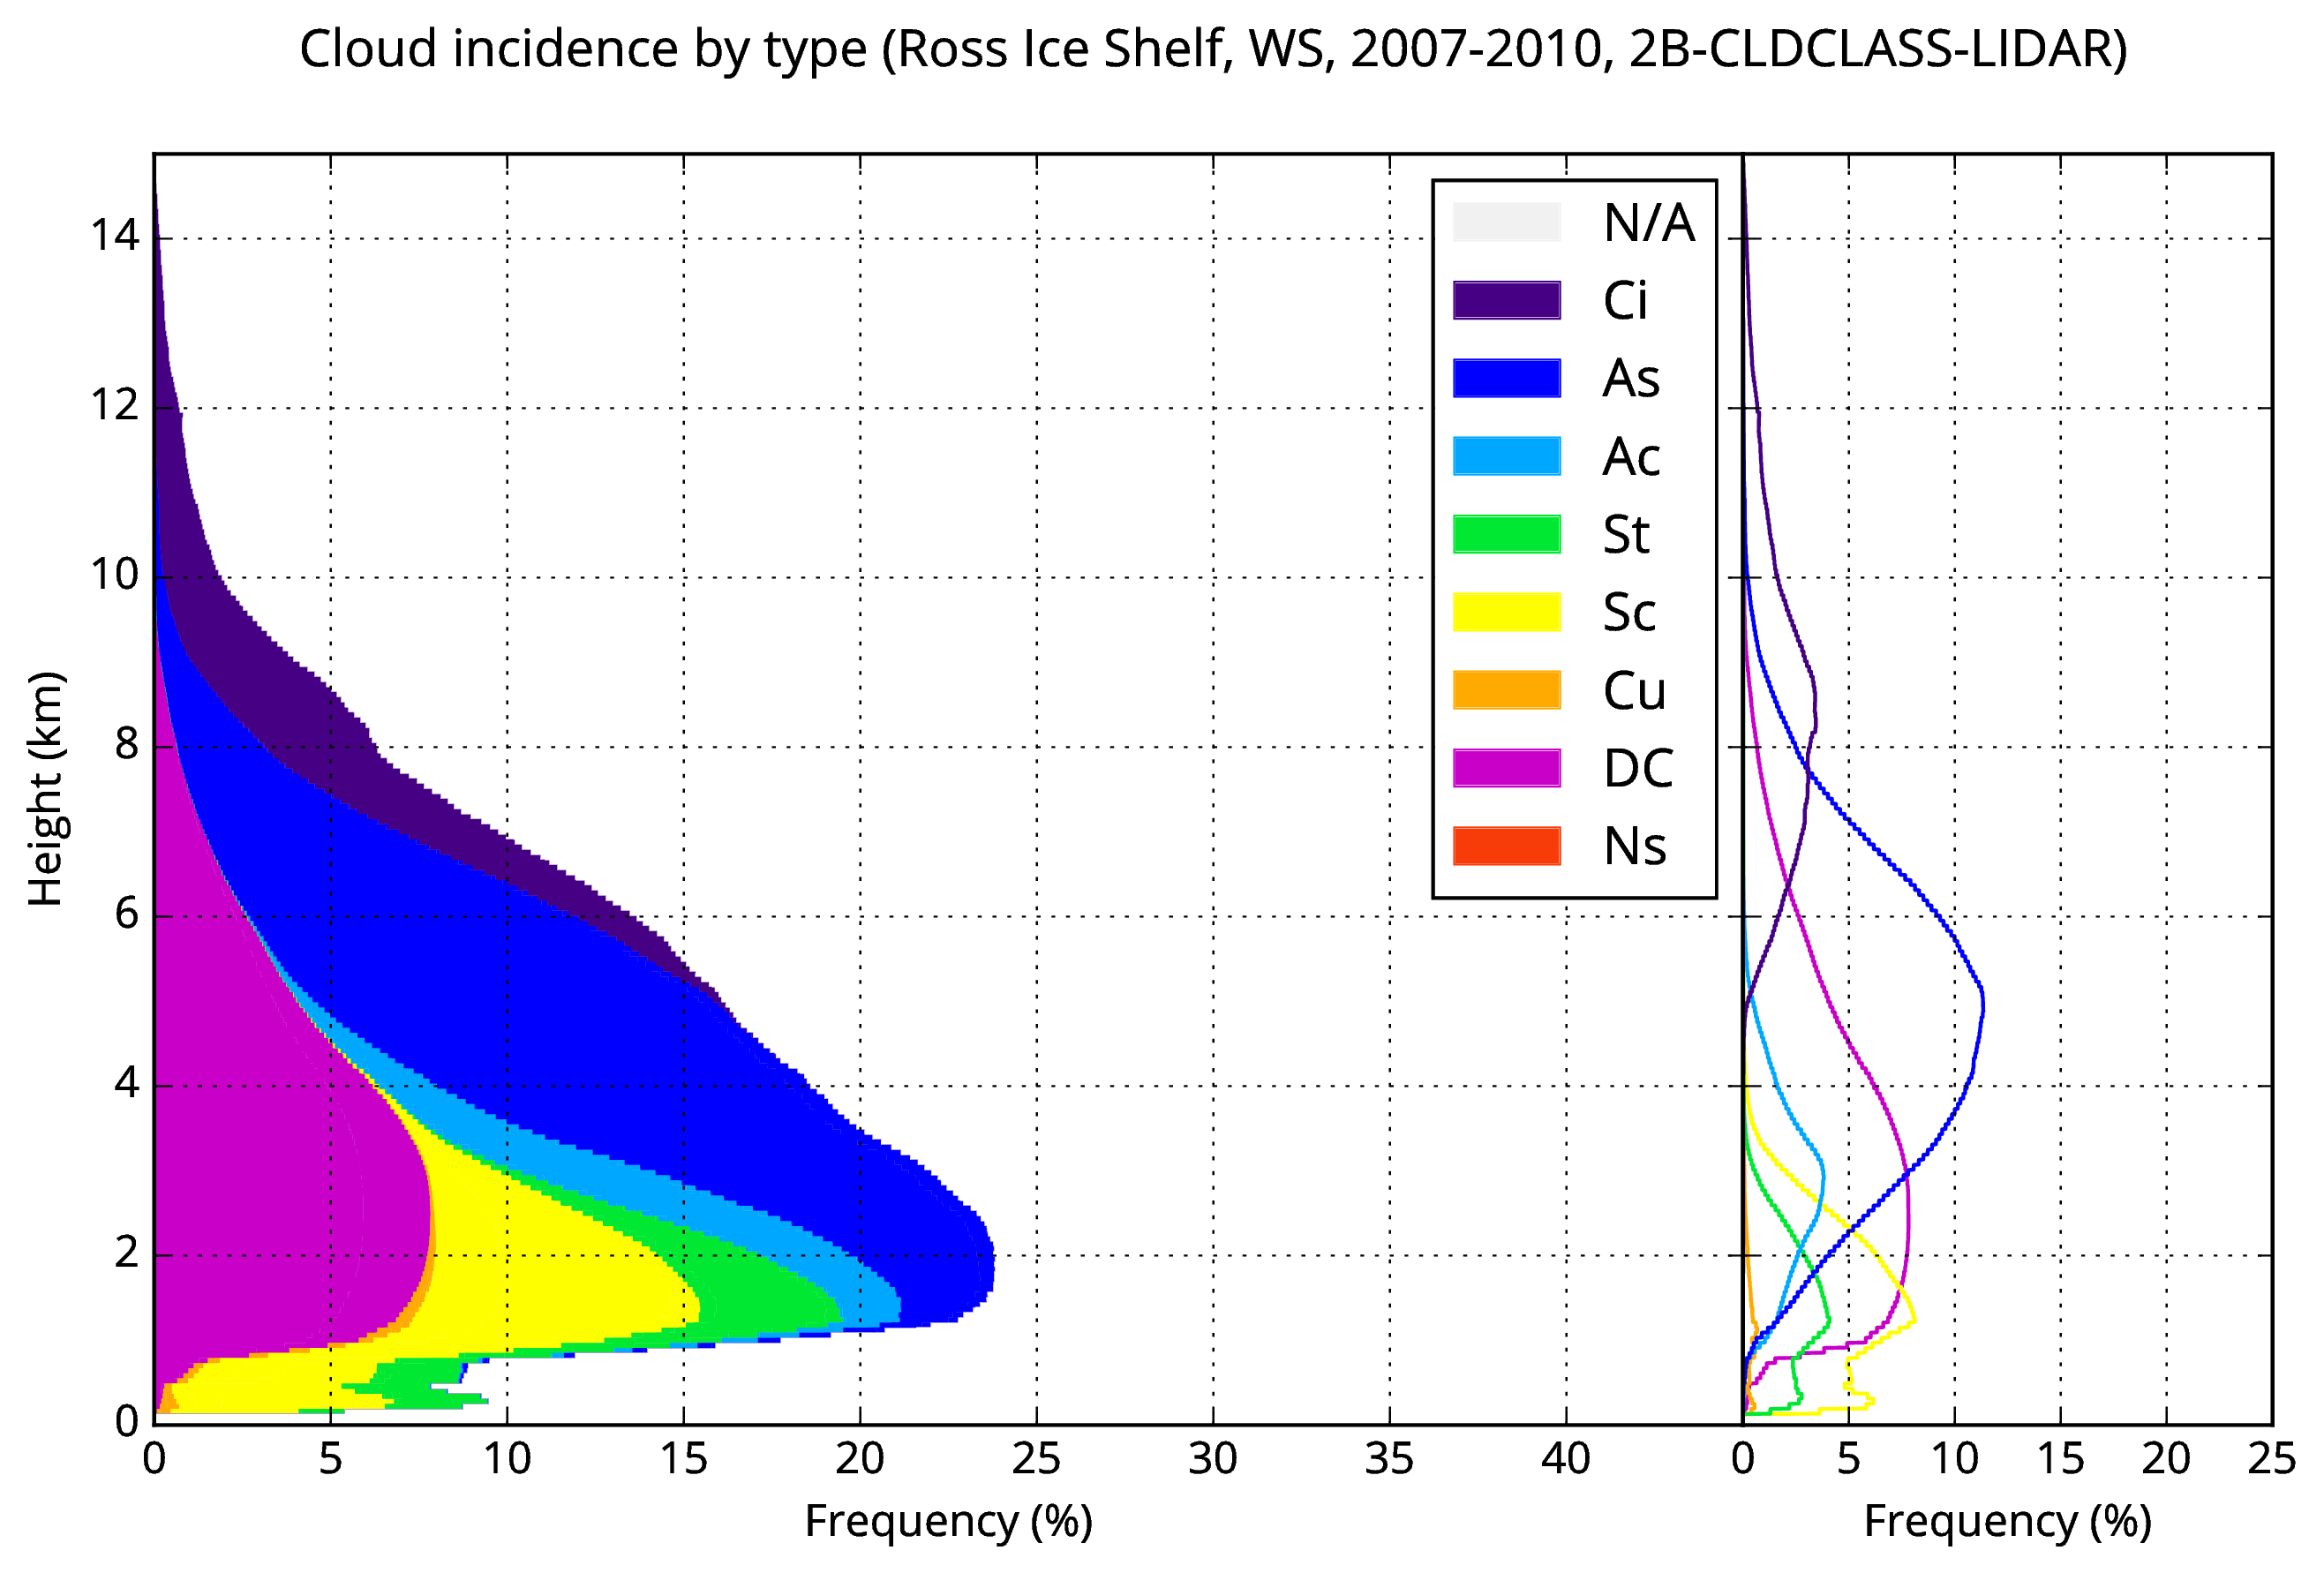 Cloud incidence by type (Ross Ice Shelf, WS, 2007-2010, 2B-CLDCLASS-LIDAR)
Height (km)
14
12
10
8
6
4
2
0
N/A
Ci
As
Ac
St
Sc
Cu
DC
Ns
0 5 10 15 20 25 30 35 40
0 5 10 15 20 25
Frequency (%)
Frequency (%)